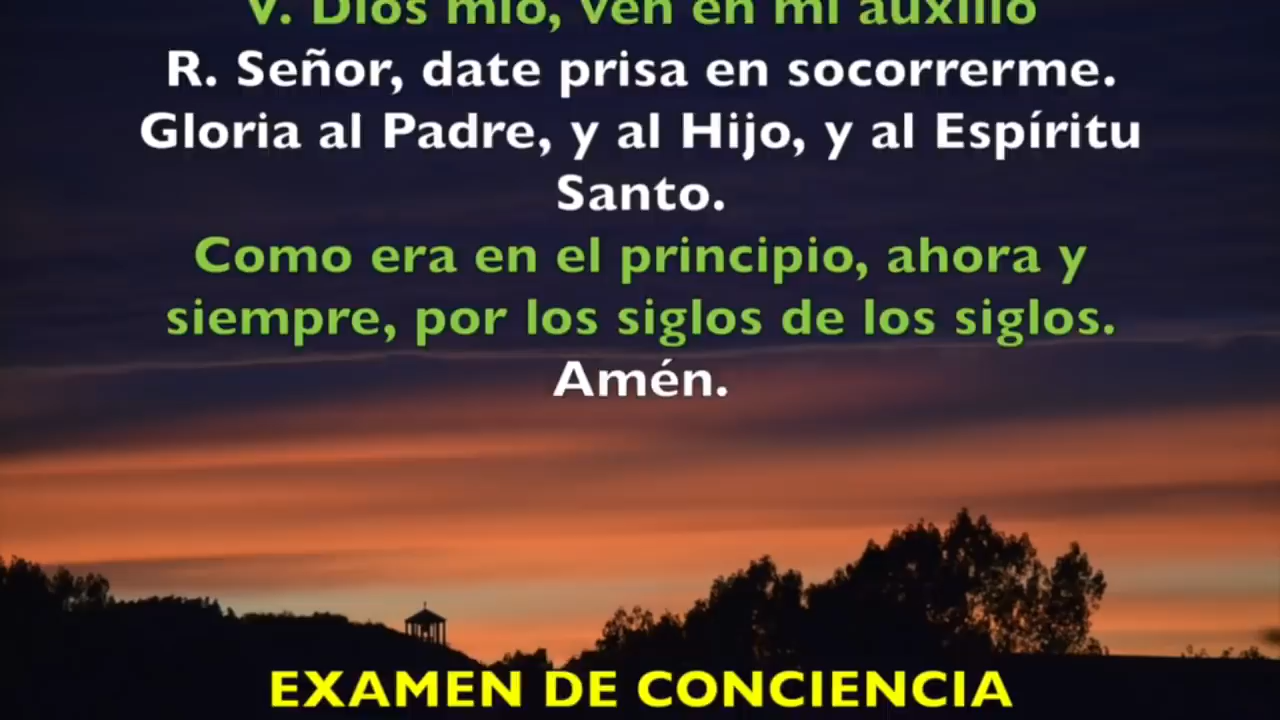 V. Dios mío, ven en mi auxilio
R. Señor, date prisa en socorrerme.
Gloria al Padre, y al Hijo, y al Espíritu
Santo.
Como era en el principio, ahora y
siempre, por los siglos de los siglos.
Amén.
EXAMEN DE CONCIENCIA